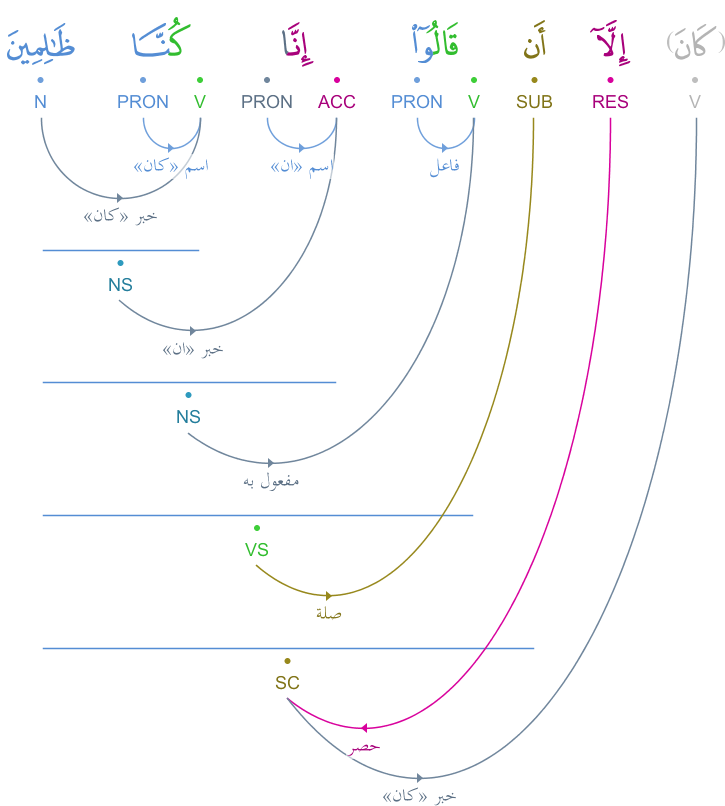 (كَانَ) إِلَّآ أَن قَالُوٓا۟ إِنَّا كُنَّا ظَٰلِمِينَ
N PRON V PRON ACC PRON V SUB RES V
اسم «كان» اسم «ان» فاعل
خبر «كان»
NS
خبر «ان»
NS
مفعول به
VS
صلة
SC
حصر
خبر «كان»